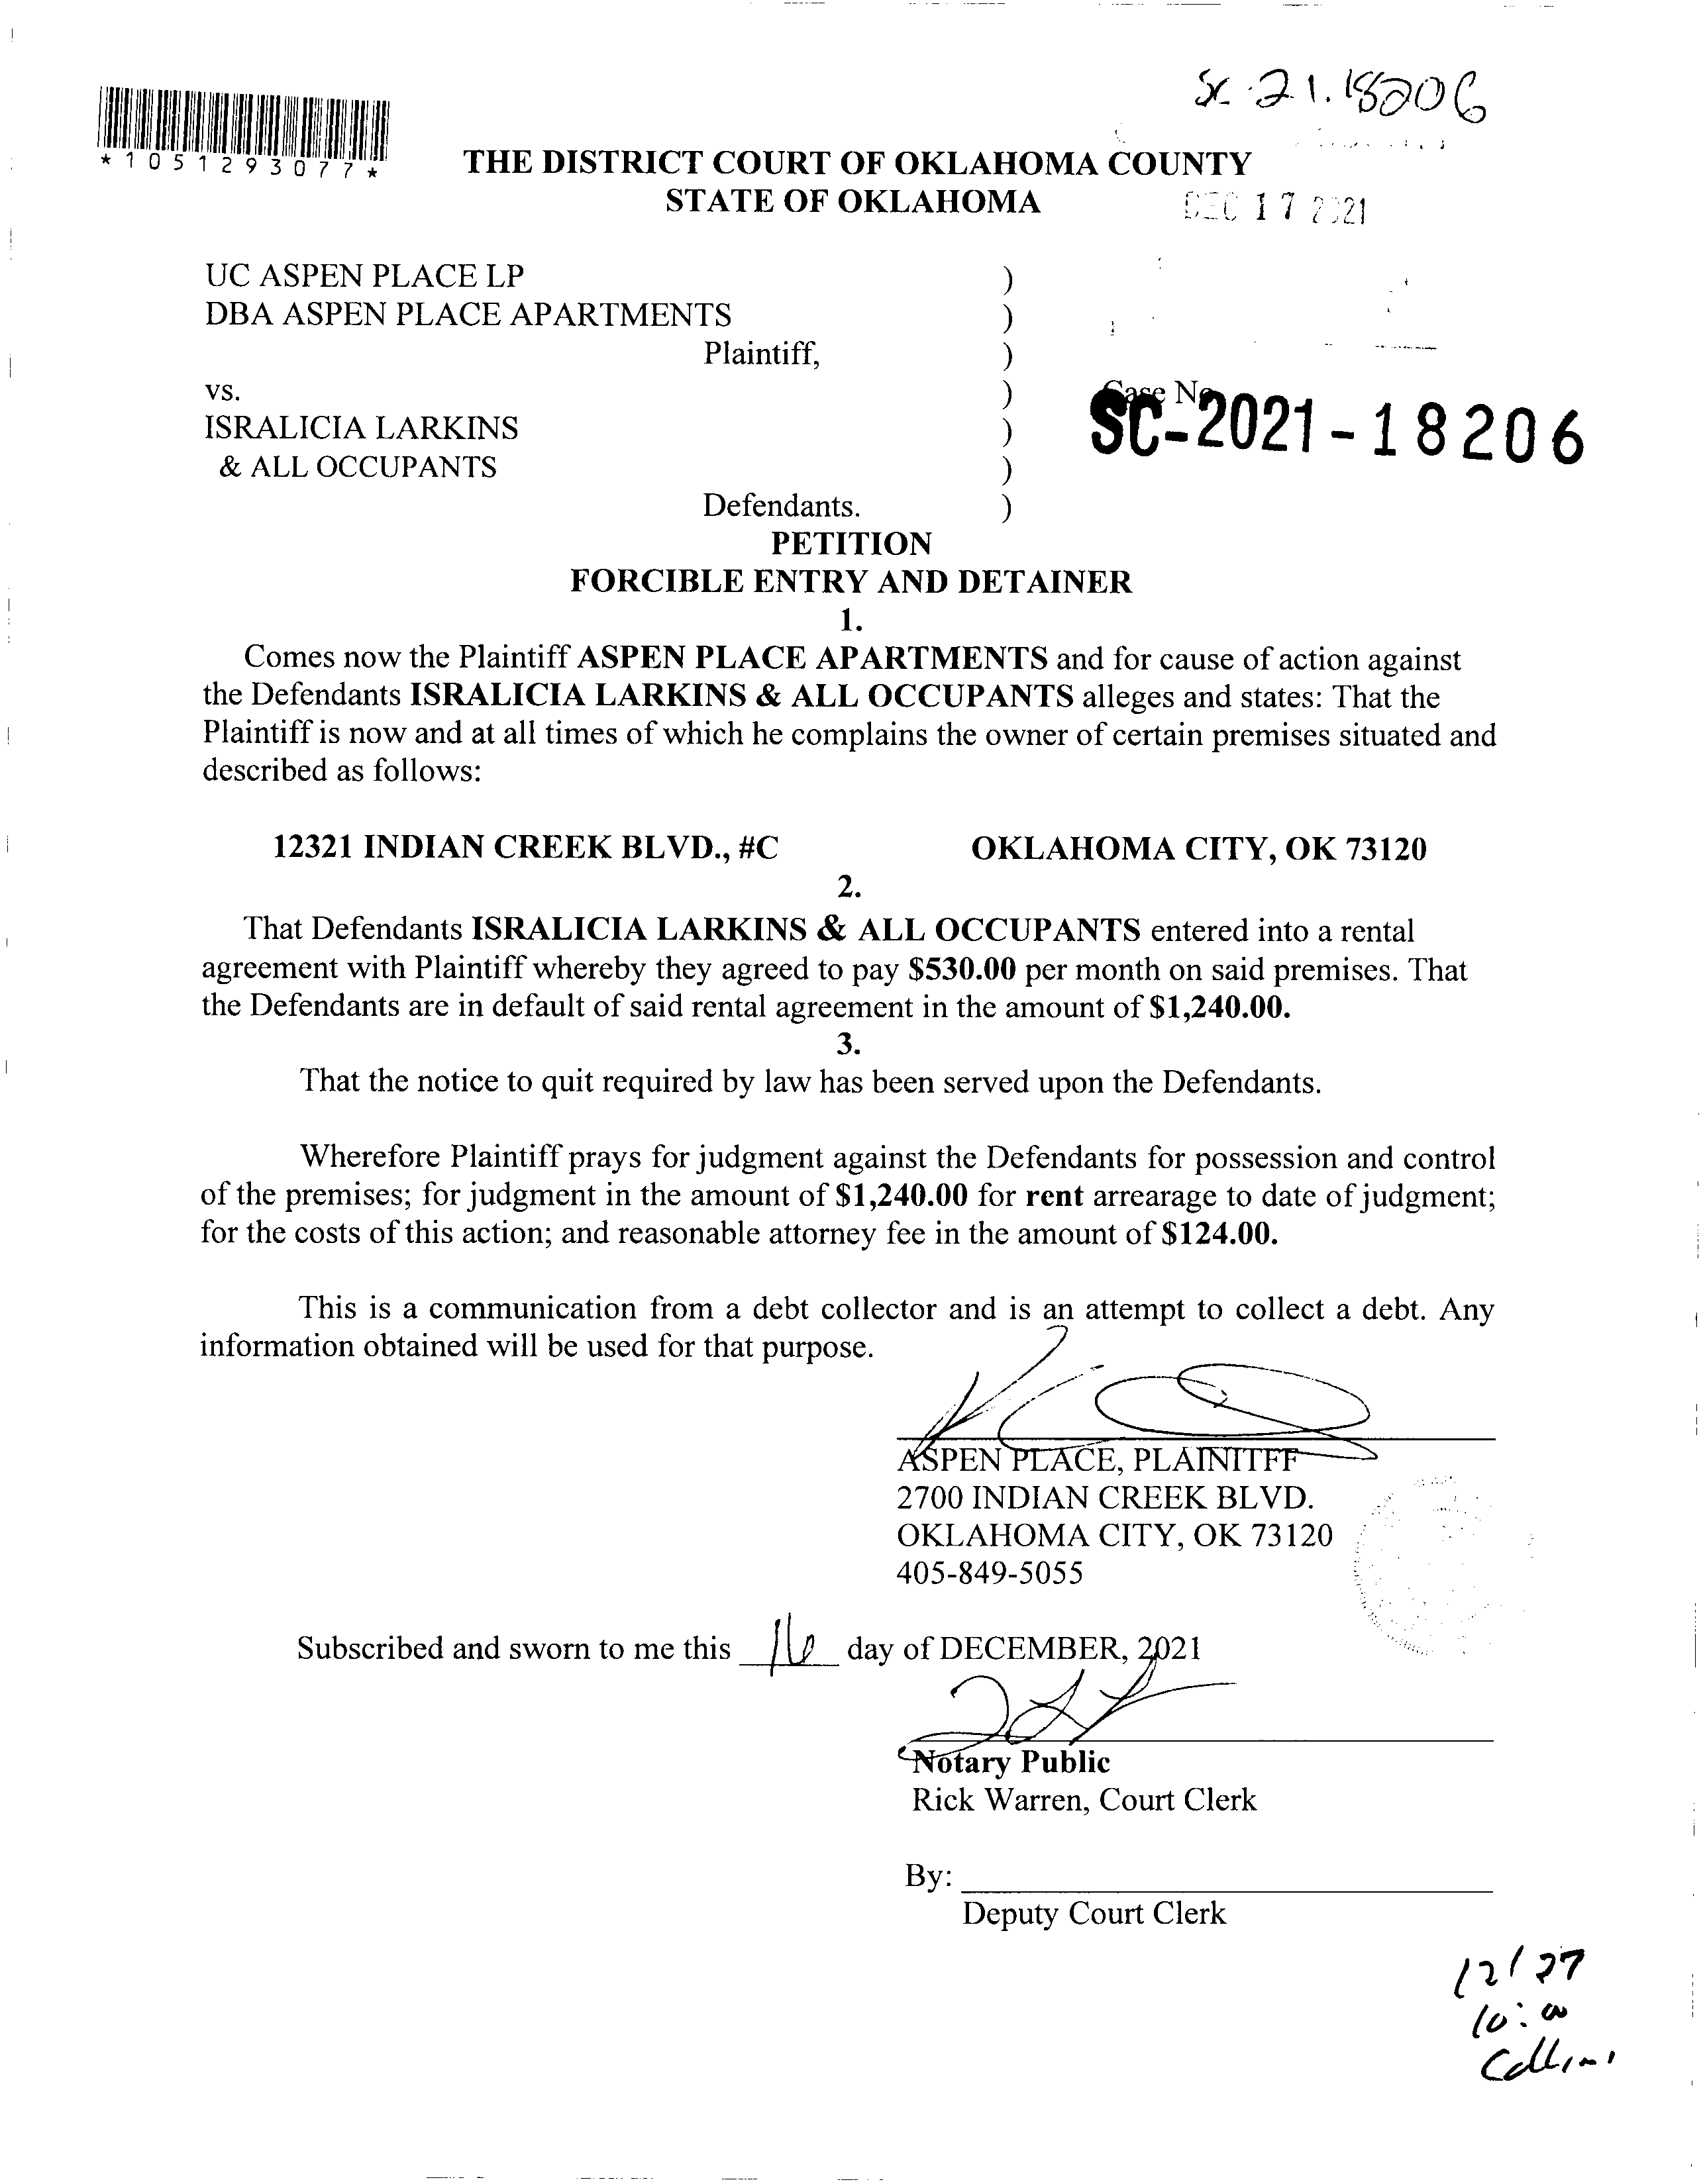 SC-21.18206
*1051293077*
THE DISTRICT COURT OF OKLAHOMA COUNTY
STATE OF OKLAHOMA
DEC 17 2021
UC ASPEN PLACE LP )
DBA ASPEN PLACE APARTMENTS )
Plaintiff, )
vs. ) Case No.
ISRALICIA LARKINS ) SC-2021-18206
& ALL OCCUPANTS )
Defendants. )
PETITION
FORCIBLE ENTRY AND DETAINER
1.
Comes now the Plaintiff ASPEN PLACE APARTMENTS and for cause of action against
the Defendants ISRALICIA LARKINS & ALL OCCUPANTS alleges and states: That the
Plaintiff is now and at all times of which he complains the owner of certain premises situated and
described as follows:
12321 INDIAN CREEK BLVD., #C OKLAHOMA CITY, OK 73120
2.
That Defendants ISRALICIA LARKINS & ALL OCCUPANTS entered into a rental
agreement with Plaintiff whereby they agreed to pay $530.00 per month on said premises. That
the Defendants are in default of said rental agreement in the amount of $1,240.00.
3.
That the notice to quit required by law has been served upon the Defendants.
Wherefore Plaintiff prays for judgment against the Defendants for possession and control
of the premises; for judgment in the amount of $1,240.00 for rent arrearage to date of judgment;
for the costs of this action; and reasonable attorney fee in the amount of $124.00.
This is a communication from a debt collector and is an attempt to collect a debt. Any
information obtained will be used for that purpose.
ASPEN PLACE, PLAINITFF
2700 INDIAN CREEK BLVD.
OKLAHOMA CITY, OK 73120
405-849-5055
Subscribed and sworn to me this 16 day of DECEMBER, 2021
Notary Public
Rick Warren, Court Clerk
By:
Deputy Court Clerk
12/27
10:00
Collins